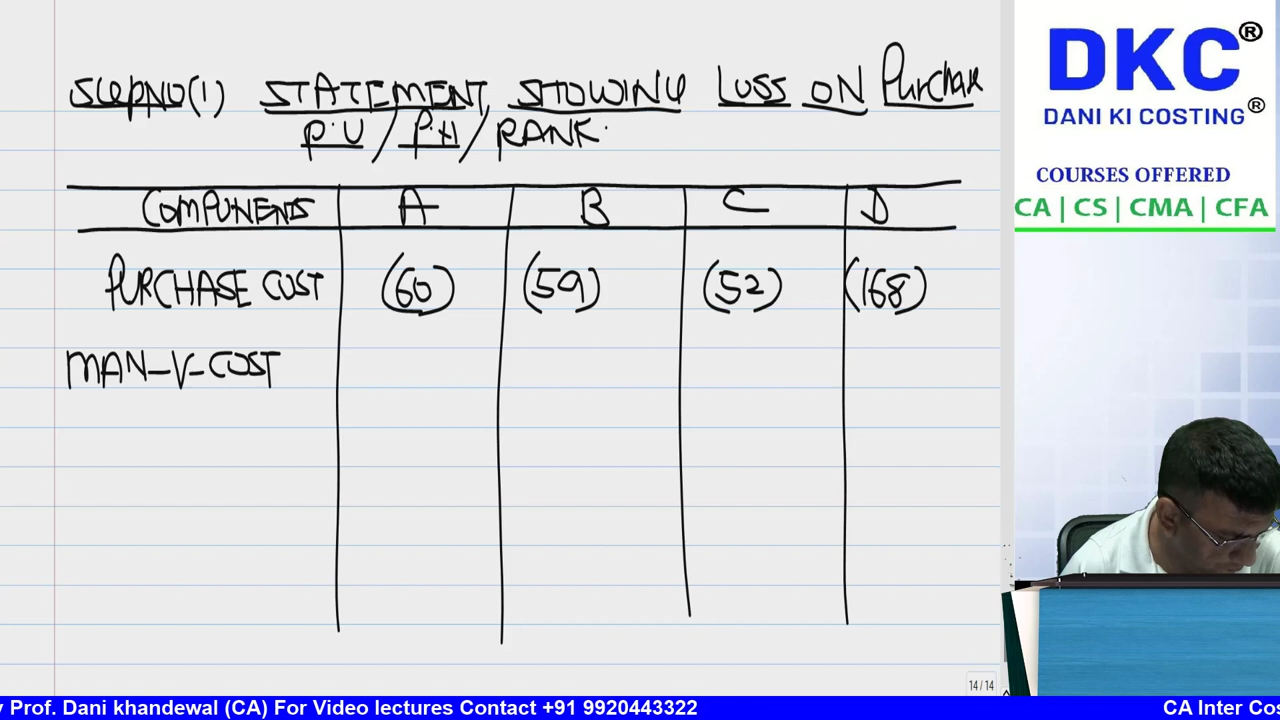 STEP NO (1) STATEMENT SHOWING LOSS ON Purchase
P.U / P.H / RANK.
COMPONENTS A B C D
PURCHASE COST (60) (59) (52) (168)
MAN-V-COST
14 / 14
DKC®
DANI KI COSTING®
COURSES OFFERED
CA | CS | CMA | CFA
y Prof. Dani khandewal (CA) For Video lectures Contact +91 9920443322 CA Inter Cos